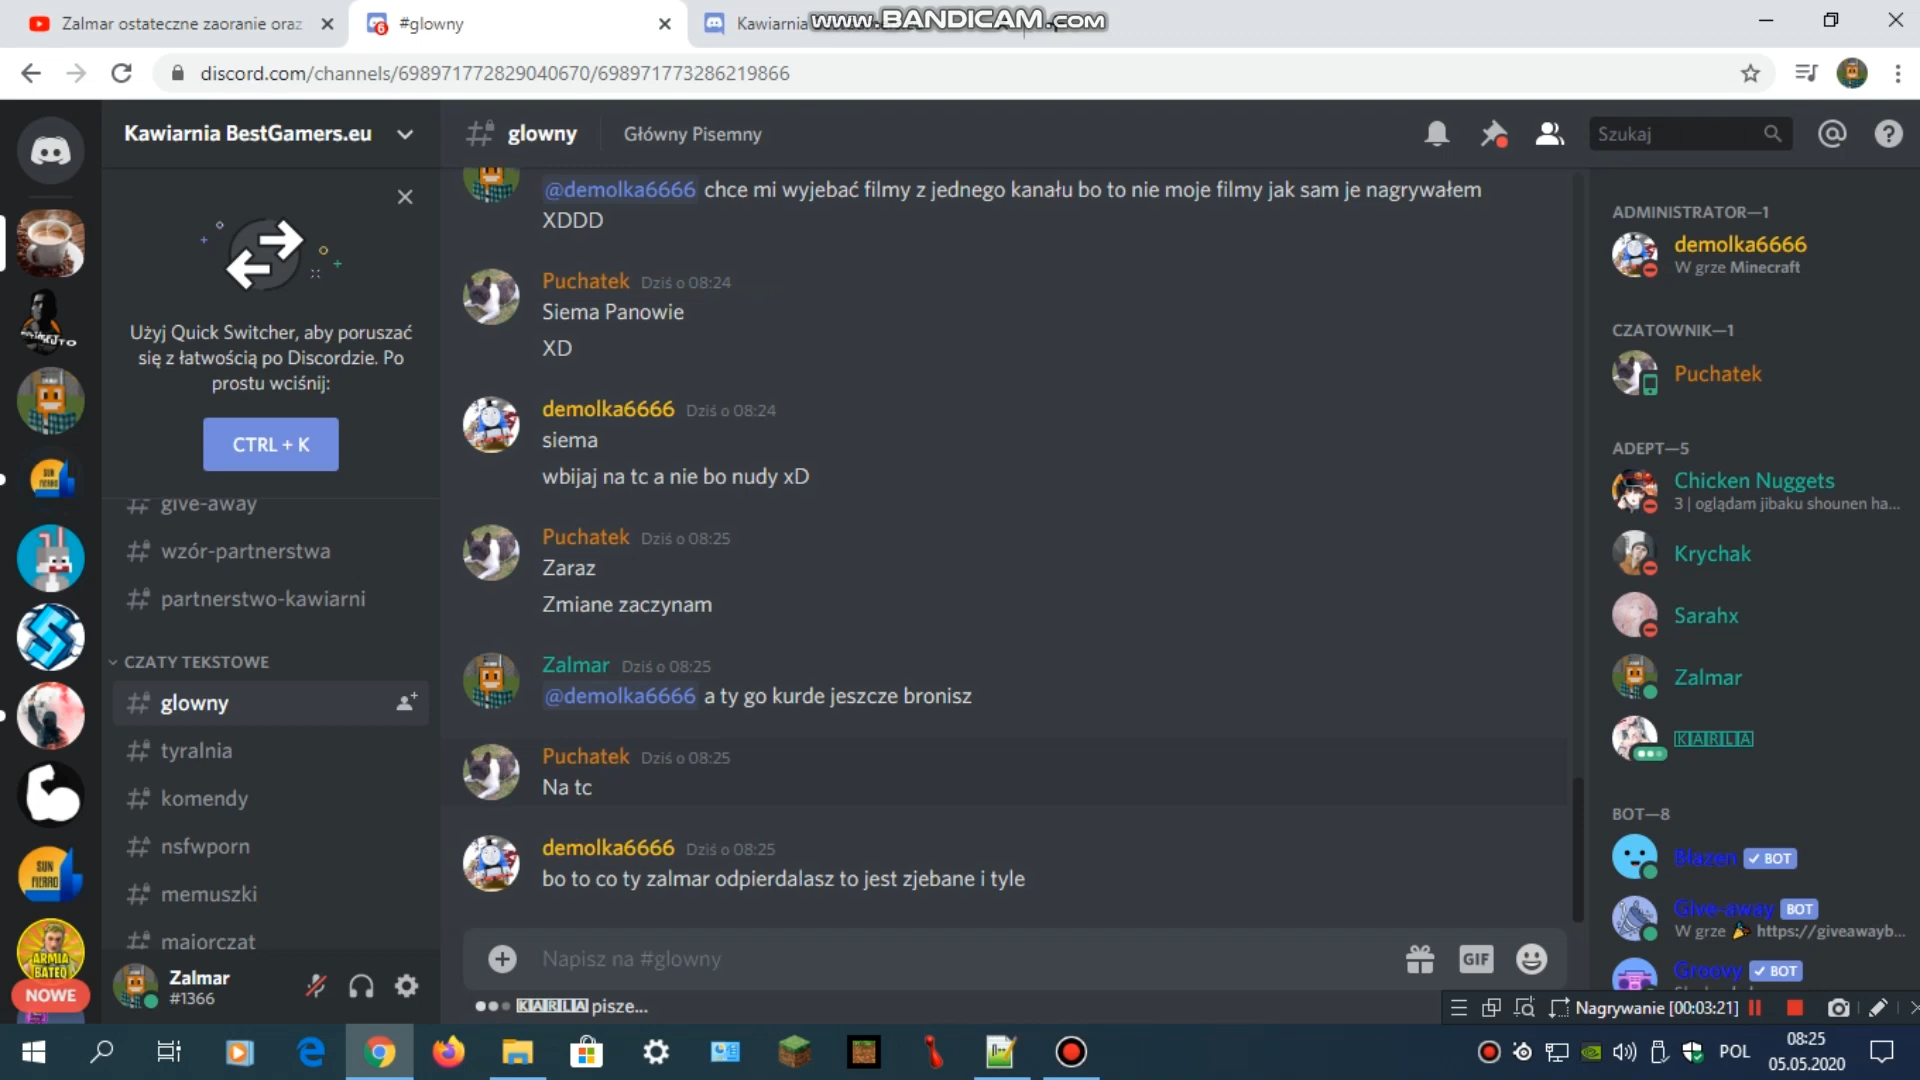 Zalmar ostateczne zaoranie oraz
#glowny
Kawiarnia
www.BANDICAM.com
discord.com/channels/698971772829040670/698971773286219866
Kawiarnia BestGamers.eu
glowny
Główny Pisemny
Szukaj
Użyj Quick Switcher, aby poruszać
się z łatwością po Discordzie. Po
prostu wciśnij:
CTRL + K
give-away
wzór-partnerstwa
partnerstwo-kawiarni
CZATY TEKSTOWE
glowny
tyralnia
komendy
nsfwporn
memuszki
maiorczat
Zalmar
#1366
ARMIA
BATEQ
NOWE
SUN
FIERRO
@demolka6666 chce mi wyjebać filmy z jednego kanału bo to nie moje filmy jak sam je nagrywałem
XDDD
Puchatek Dziś o 08:24
Siema Panowie
XD
demolka6666 Dziś o 08:24
siema
wbijaj na tc a nie bo nudy xD
Puchatek Dziś o 08:25
Zaraz
Zmiane zaczynam
Zalmar Dziś o 08:25
@demolka6666 a ty go kurde jeszcze bronisz
Puchatek Dziś o 08:25
Na tc
demolka6666 Dziś o 08:25
bo to co ty zalmar odpierdalasz to jest zjebane i tyle
Napisz na #glowny
GIF
KARLA pisze...
ADMINISTRATOR—1
demolka6666
W grze Minecraft
CZATOWNIK—1
Puchatek
ADEPT—5
Chicken Nuggets
3 | oglądam jibaku shounen ha...
Krychak
Sarahx
Zalmar
KARLA
BOT—8
Blazen BOT
Give-away BOT
W grze 🎉 https://giveawayb...
Groovy BOT
Nagrywanie [00:03:21]
POL
08:25
05.05.2020